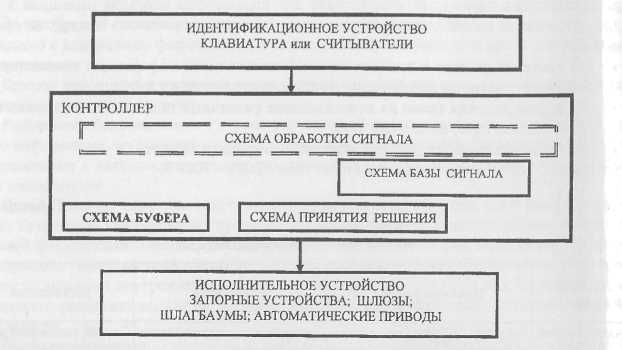 ИДЕНТИФИКАЦИОННОЕ УСТРОЙСТВО
КЛАВИАТУРА или СЧИТЫВАТЕЛИ
КОНТРОЛЛЕР
СХЕМА ОБРАБОТКИ СИГНАЛА
СХЕМА БАЗЫ СИГНАЛА
СХЕМА БУФЕРА
СХЕМА ПРИНЯТИЯ РЕШЕНИЯ
ИСПОЛНИТЕЛЬНОЕ УСТРОЙСТВО
ЗАПОРНЫЕ УСТРОЙСТВА; ШЛЮЗЫ;
ШЛАГБАУМЫ; АВТОМАТИЧЕСКИЕ ПРИВОДЫ